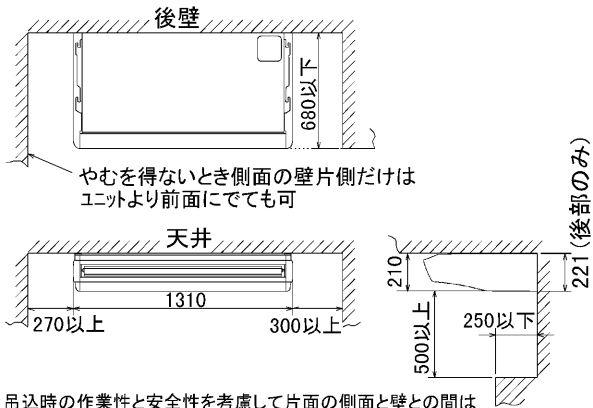 後壁
680以下
やむを得ないとき側面の壁片側だけは
ユニットより前面にでても可
天井
1310
270以上
300以上
210
221(後部のみ)
500以上
250以下
吊込時の作業性と安全性を考慮して片面の側面と壁との間は